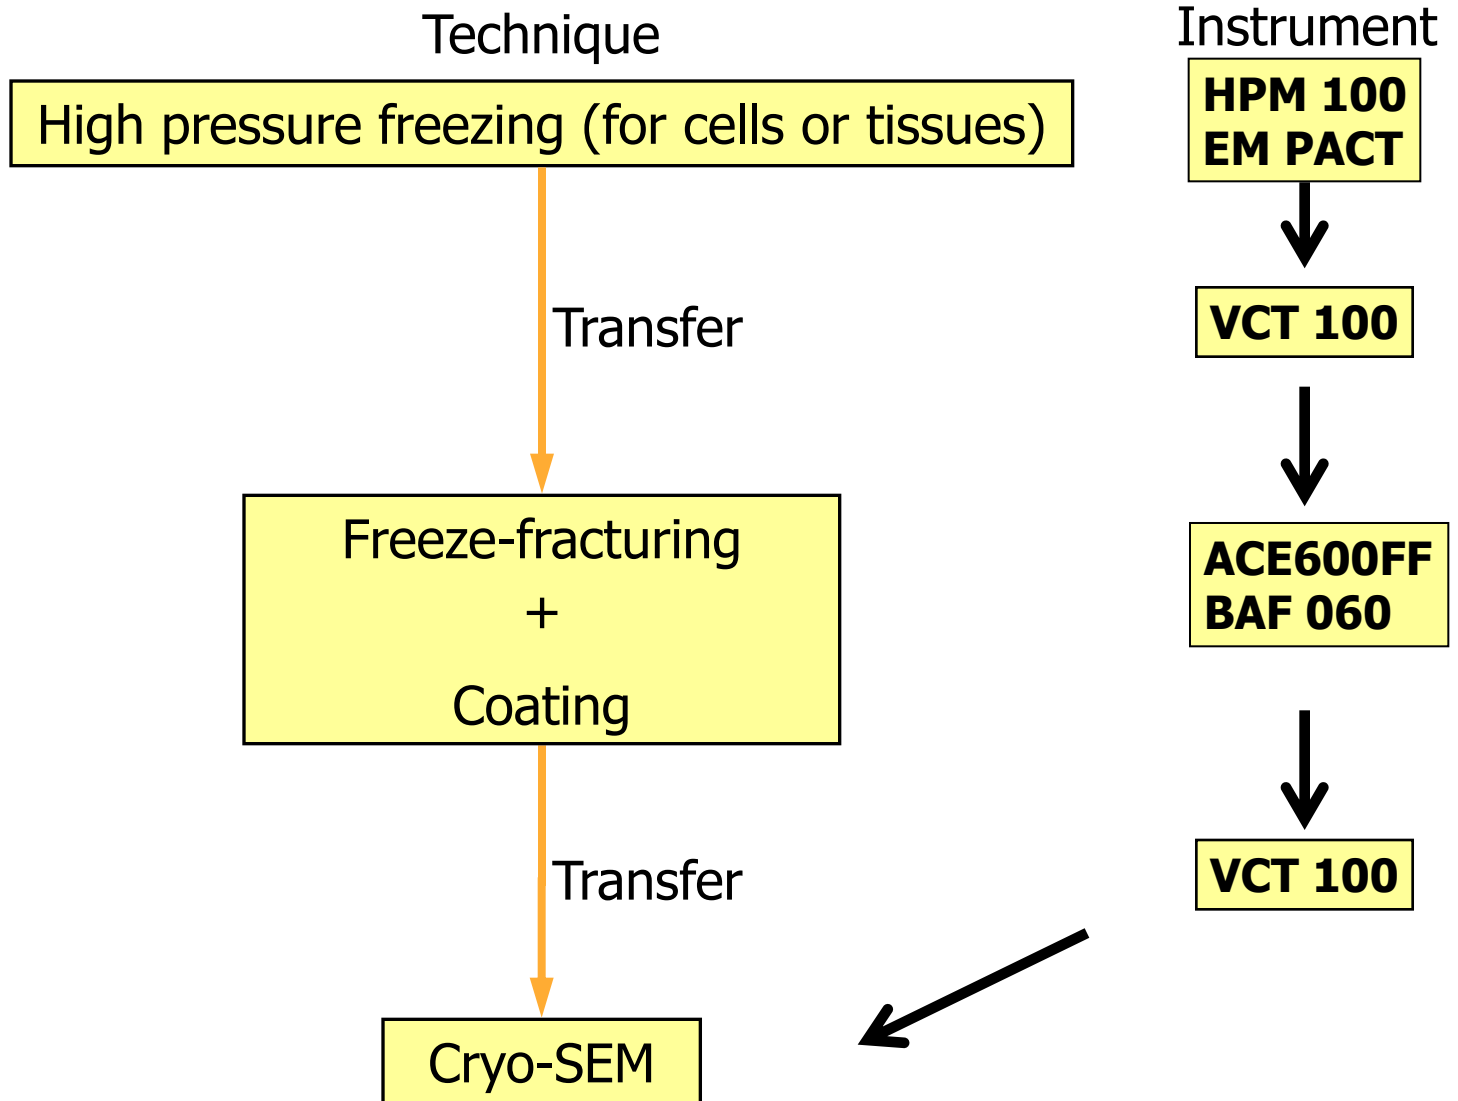 Technique
Instrument
High pressure freezing (for cells or tissues)
HPM 100
EM PACT
Transfer
VCT 100
Freeze-fracturing
+
Coating
ACE600FF
BAF 060
Transfer
VCT 100
Cryo-SEM